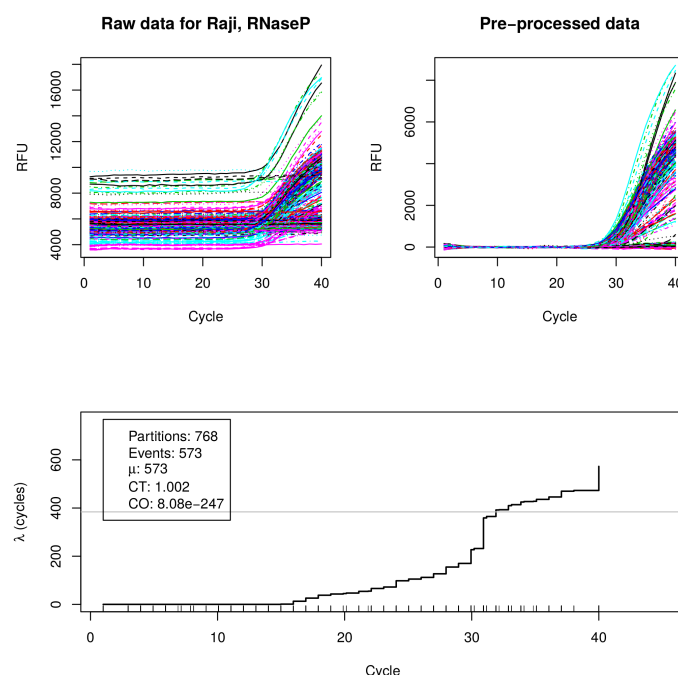 Raw data for Raji, RNaseP
Pre−processed data
RFU
4000 8000 12000 16000
0 10 20 30 40
Cycle
RFU
0 2000 6000
0 10 20 30 40
Cycle
Partitions: 768
Events: 573
μ: 573
CT: 1.002
CO: 8.08e−247
λ (cycles)
0 200 400 600
0 10 20 30 40
Cycle